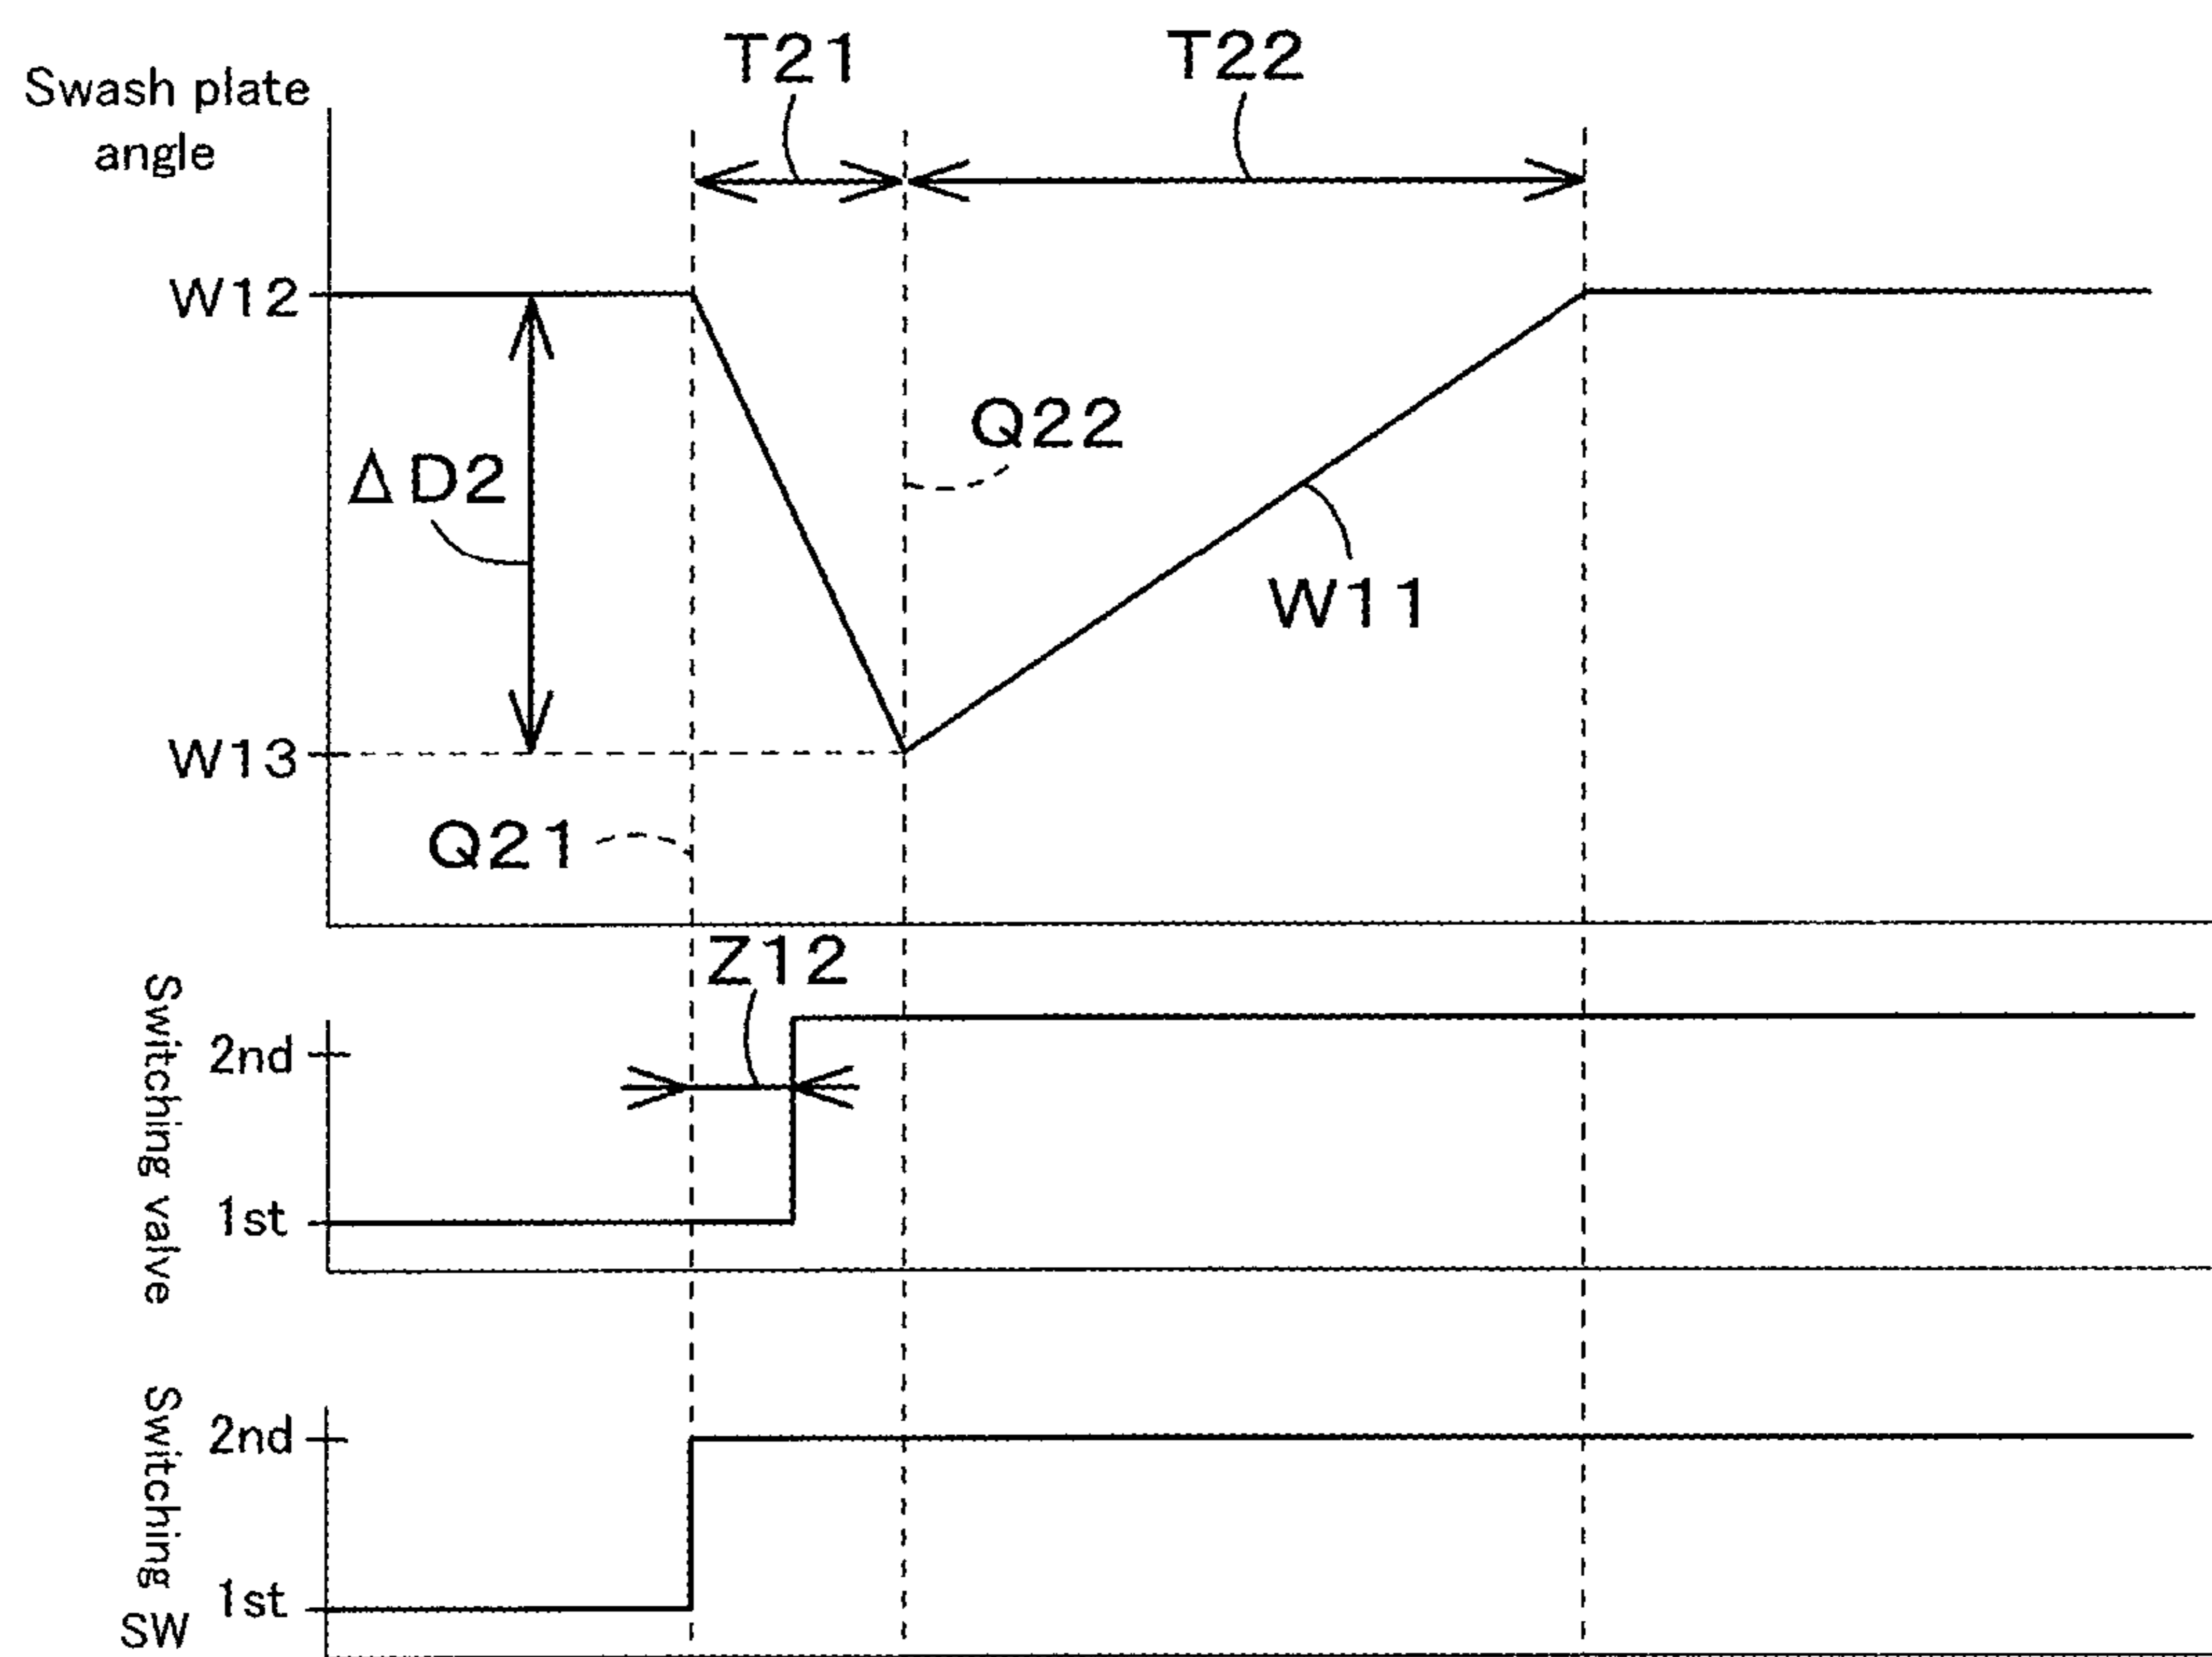 T21
T22
Swash plate
angle
W12
Q22
ΔD2
W11
W13
Q21
Z12
Switching valve
2nd
1st
Switching
SW
2nd
1st